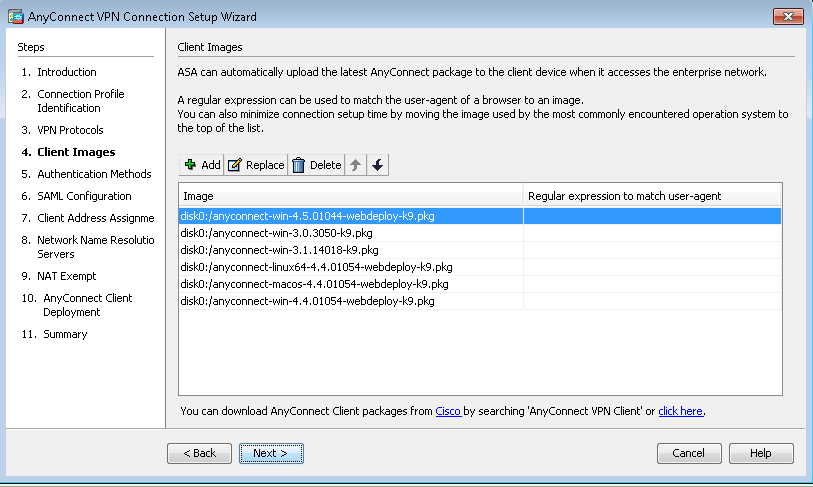 AnyConnect VPN Connection Setup Wizard
Steps
1. Introduction
2. Connection Profile
Identification
3. VPN Protocols
4. Client Images
5. Authentication Methods
6. SAML Configuration
7. Client Address Assignme
8. Network Name Resolutio
Servers
9. NAT Exempt
10. AnyConnect Client
Deployment
11. Summary
Client Images
ASA can automatically upload the latest AnyConnect package to the client device when it accesses the enterprise network.
A regular expression can be used to match the user-agent of a browser to an image.
You can also minimize connection setup time by moving the image used by the most commonly encountered operation system to
the top of the list.
Add Replace Delete
Image Regular expression to match user-agent
disk0:/anyconnect-win-4.5.01044-webdeploy-k9.pkg
disk0:/anyconnect-win-3.0.3050-k9.pkg
disk0:/anyconnect-win-3.1.14018-k9.pkg
disk0:/anyconnect-linux64-4.4.01054-webdeploy-k9.pkg
disk0:/anyconnect-macos-4.4.01054-webdeploy-k9.pkg
disk0:/anyconnect-win-4.4.01054-webdeploy-k9.pkg
You can download AnyConnect Client packages from Cisco by searching 'AnyConnect VPN Client' or click here.
< Back Next > Cancel Help